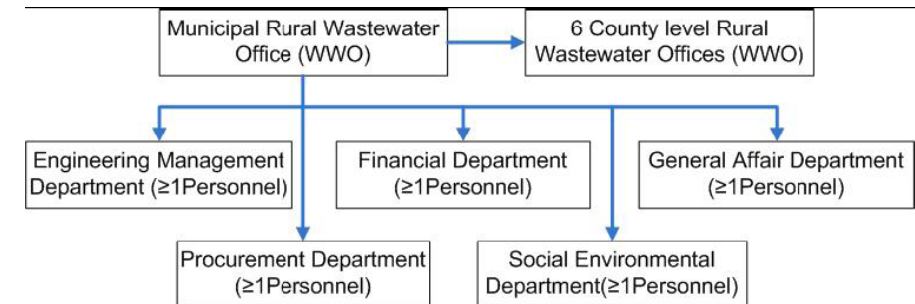 Municipal Rural Wastewater
Office (WWO)
6 County level Rural
Wastewater Offices (WWO)
Engineering Management
Department (≥1Personnel)
Financial Department
(≥1Personnel)
General Affair Department
(≥1Personnel)
Procurement Department
(≥1Personnel)
Social Environmental
Department(≥1Personnel)